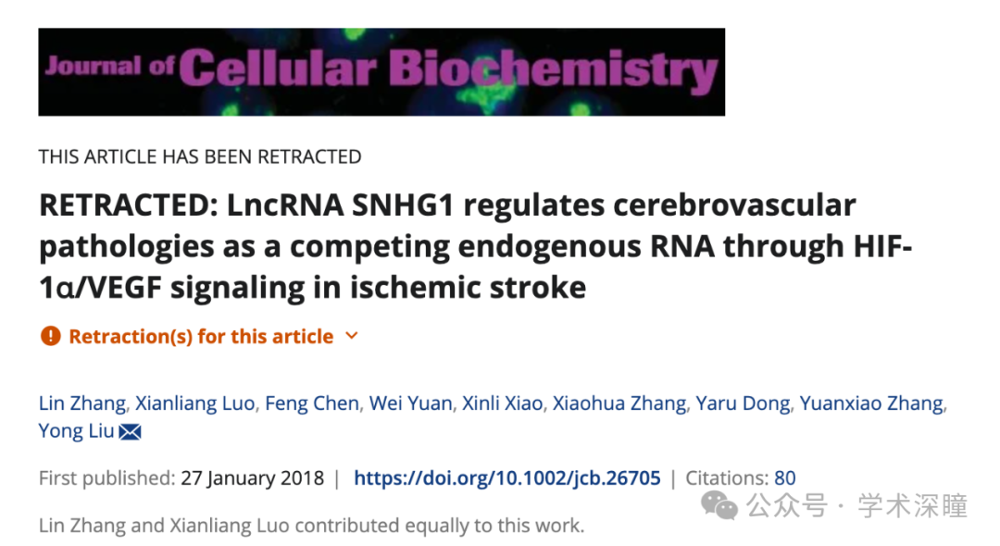 Journal of Cellular Biochemistry
THIS ARTICLE HAS BEEN RETRACTED
RETRACTED: LncRNA SNHG1 regulates cerebrovascular
pathologies as a competing endogenous RNA through HIF-
1α/VEGF signaling in ischemic stroke
Retraction(s) for this article
Lin Zhang, Xianliang Luo, Feng Chen, Wei Yuan, Xinli Xiao, Xiaohua Zhang, Yaru Dong, Yuanxiao Zhang,
Yong Liu
First published: 27 January 2018 | https://doi.org/10.1002/jcb.26705 | Citations: 80
公众号 · 学术深瞳
Lin Zhang and Xianliang Luo contributed equally to this work.